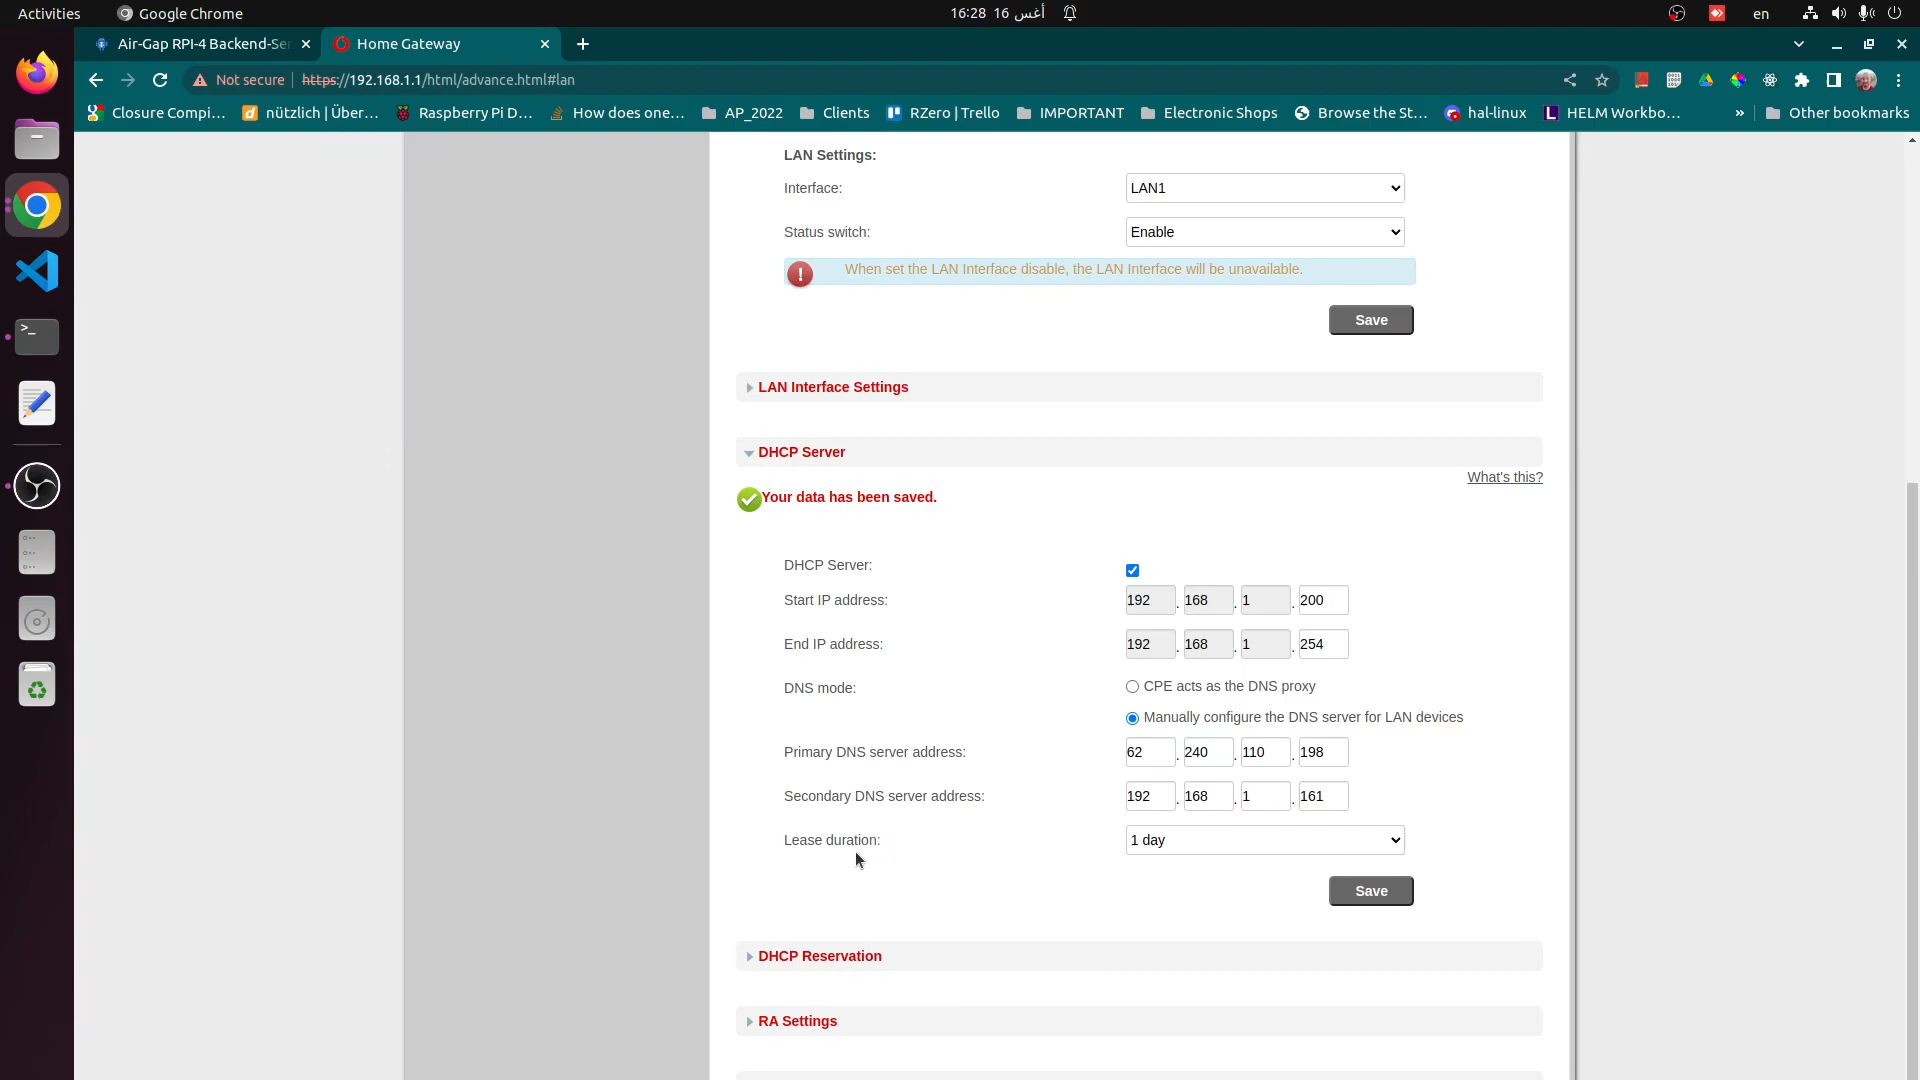 Activities
Google Chrome
16:28 16 أغس
en
Air-Gap RPI-4 Backend-Ser
Home Gateway
Not secure
https://192.168.1.1/html/advance.html#lan
Closure Compi...
nützlich | Über...
Raspberry Pi D...
How does one...
AP_2022
Clients
RZero | Trello
IMPORTANT
Electronic Shops
Browse the St...
hal-linux
HELM Workbo...
»
Other bookmarks
LAN Settings:
Interface:
LAN1
Status switch:
Enable
When set the LAN Interface disable, the LAN Interface will be unavailable.
Save
LAN Interface Settings
DHCP Server
What's this?
Your data has been saved.
DHCP Server:
Start IP address:
192 . 168 . 1 . 200
End IP address:
192 . 168 . 1 . 254
DNS mode:
CPE acts as the DNS proxy
Manually configure the DNS server for LAN devices
Primary DNS server address:
62 . 240 . 110 . 198
Secondary DNS server address:
192 . 168 . 1 . 161
Lease duration:
1 day
Save
DHCP Reservation
RA Settings